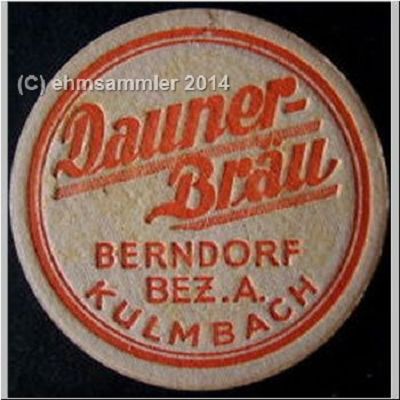 (C) ehmsammler 2014
Dauner-
Bräu
BERNDORF
BEZ.A.
KULMBACH